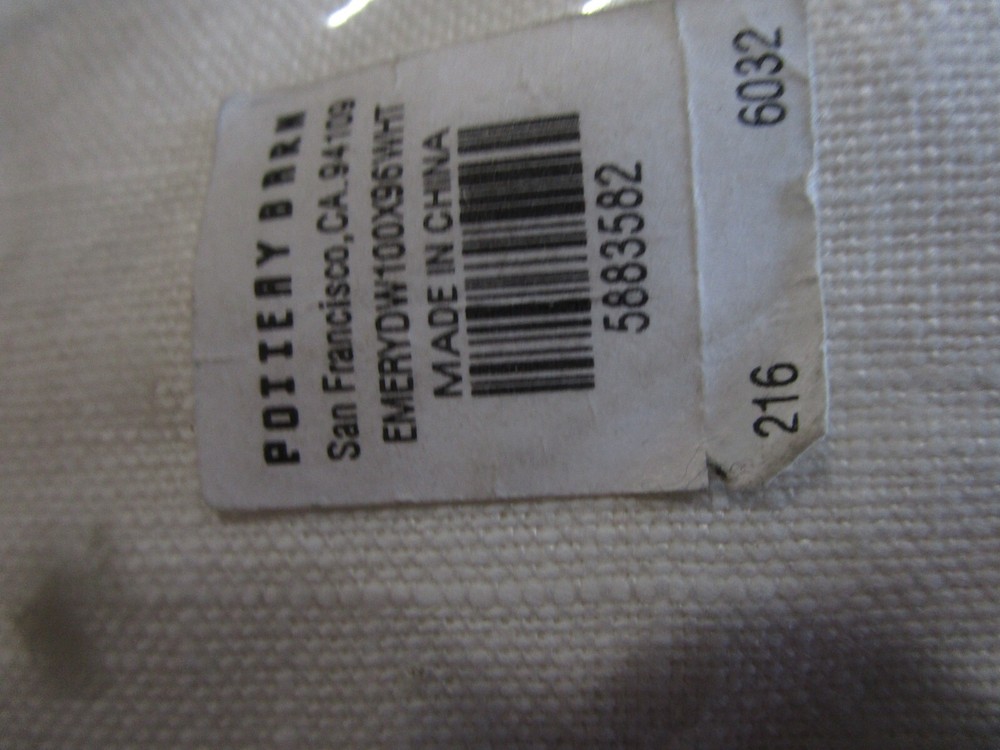 POTTERY BARN
San Francisco,CA.94109
EMERYDW100X96WHT
MADE IN CHINA
5883582
216 6032